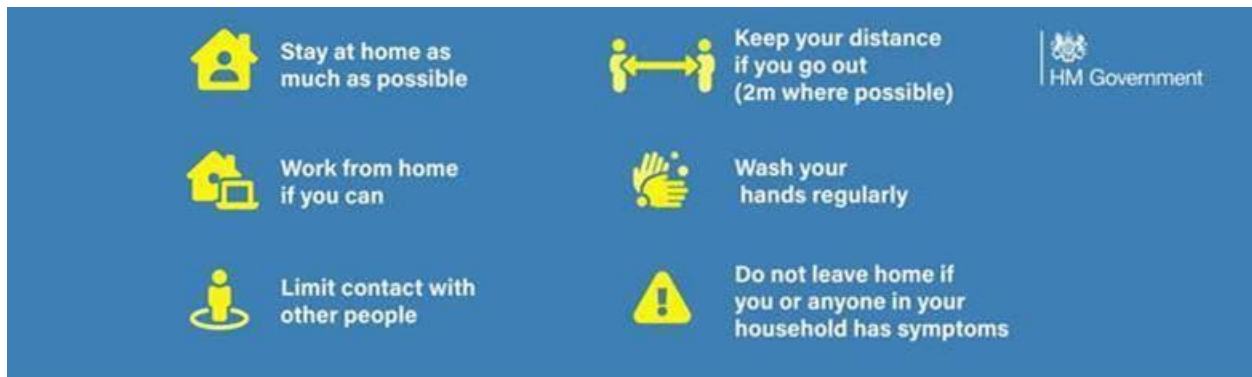 Stay at home as
much as possible
Keep your distance
if you go out
(2m where possible)
HM Government
Work from home
if you can
Wash your
hands regularly
Limit contact with
other people
Do not leave home if
you or anyone in your
household has symptoms